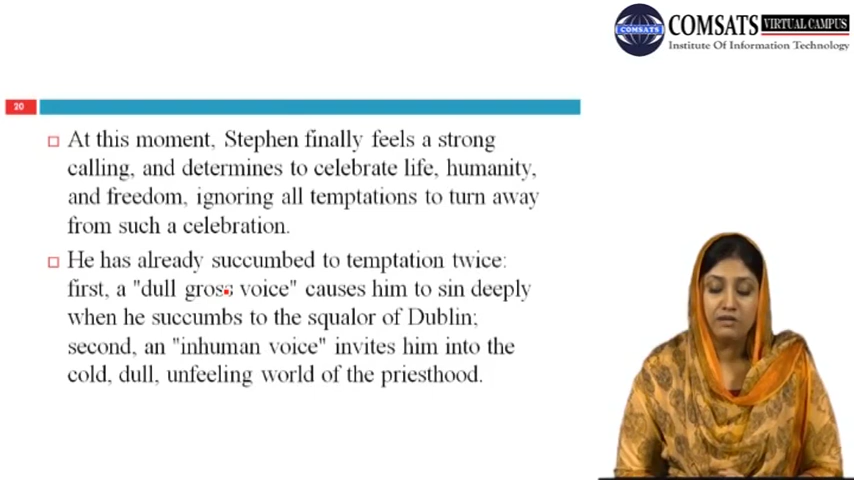 COMSATS
COMSATS VIRTUAL CAMPUS
Institute Of Information Technology
20
At this moment, Stephen finally feels a strong
calling, and determines to celebrate life, humanity,
and freedom, ignoring all temptations to turn away
from such a celebration.
He has already succumbed to temptation twice:
first, a "dull gross voice" causes him to sin deeply
when he succumbs to the squalor of Dublin;
second, an "inhuman voice" invites him into the
cold, dull, unfeeling world of the priesthood.